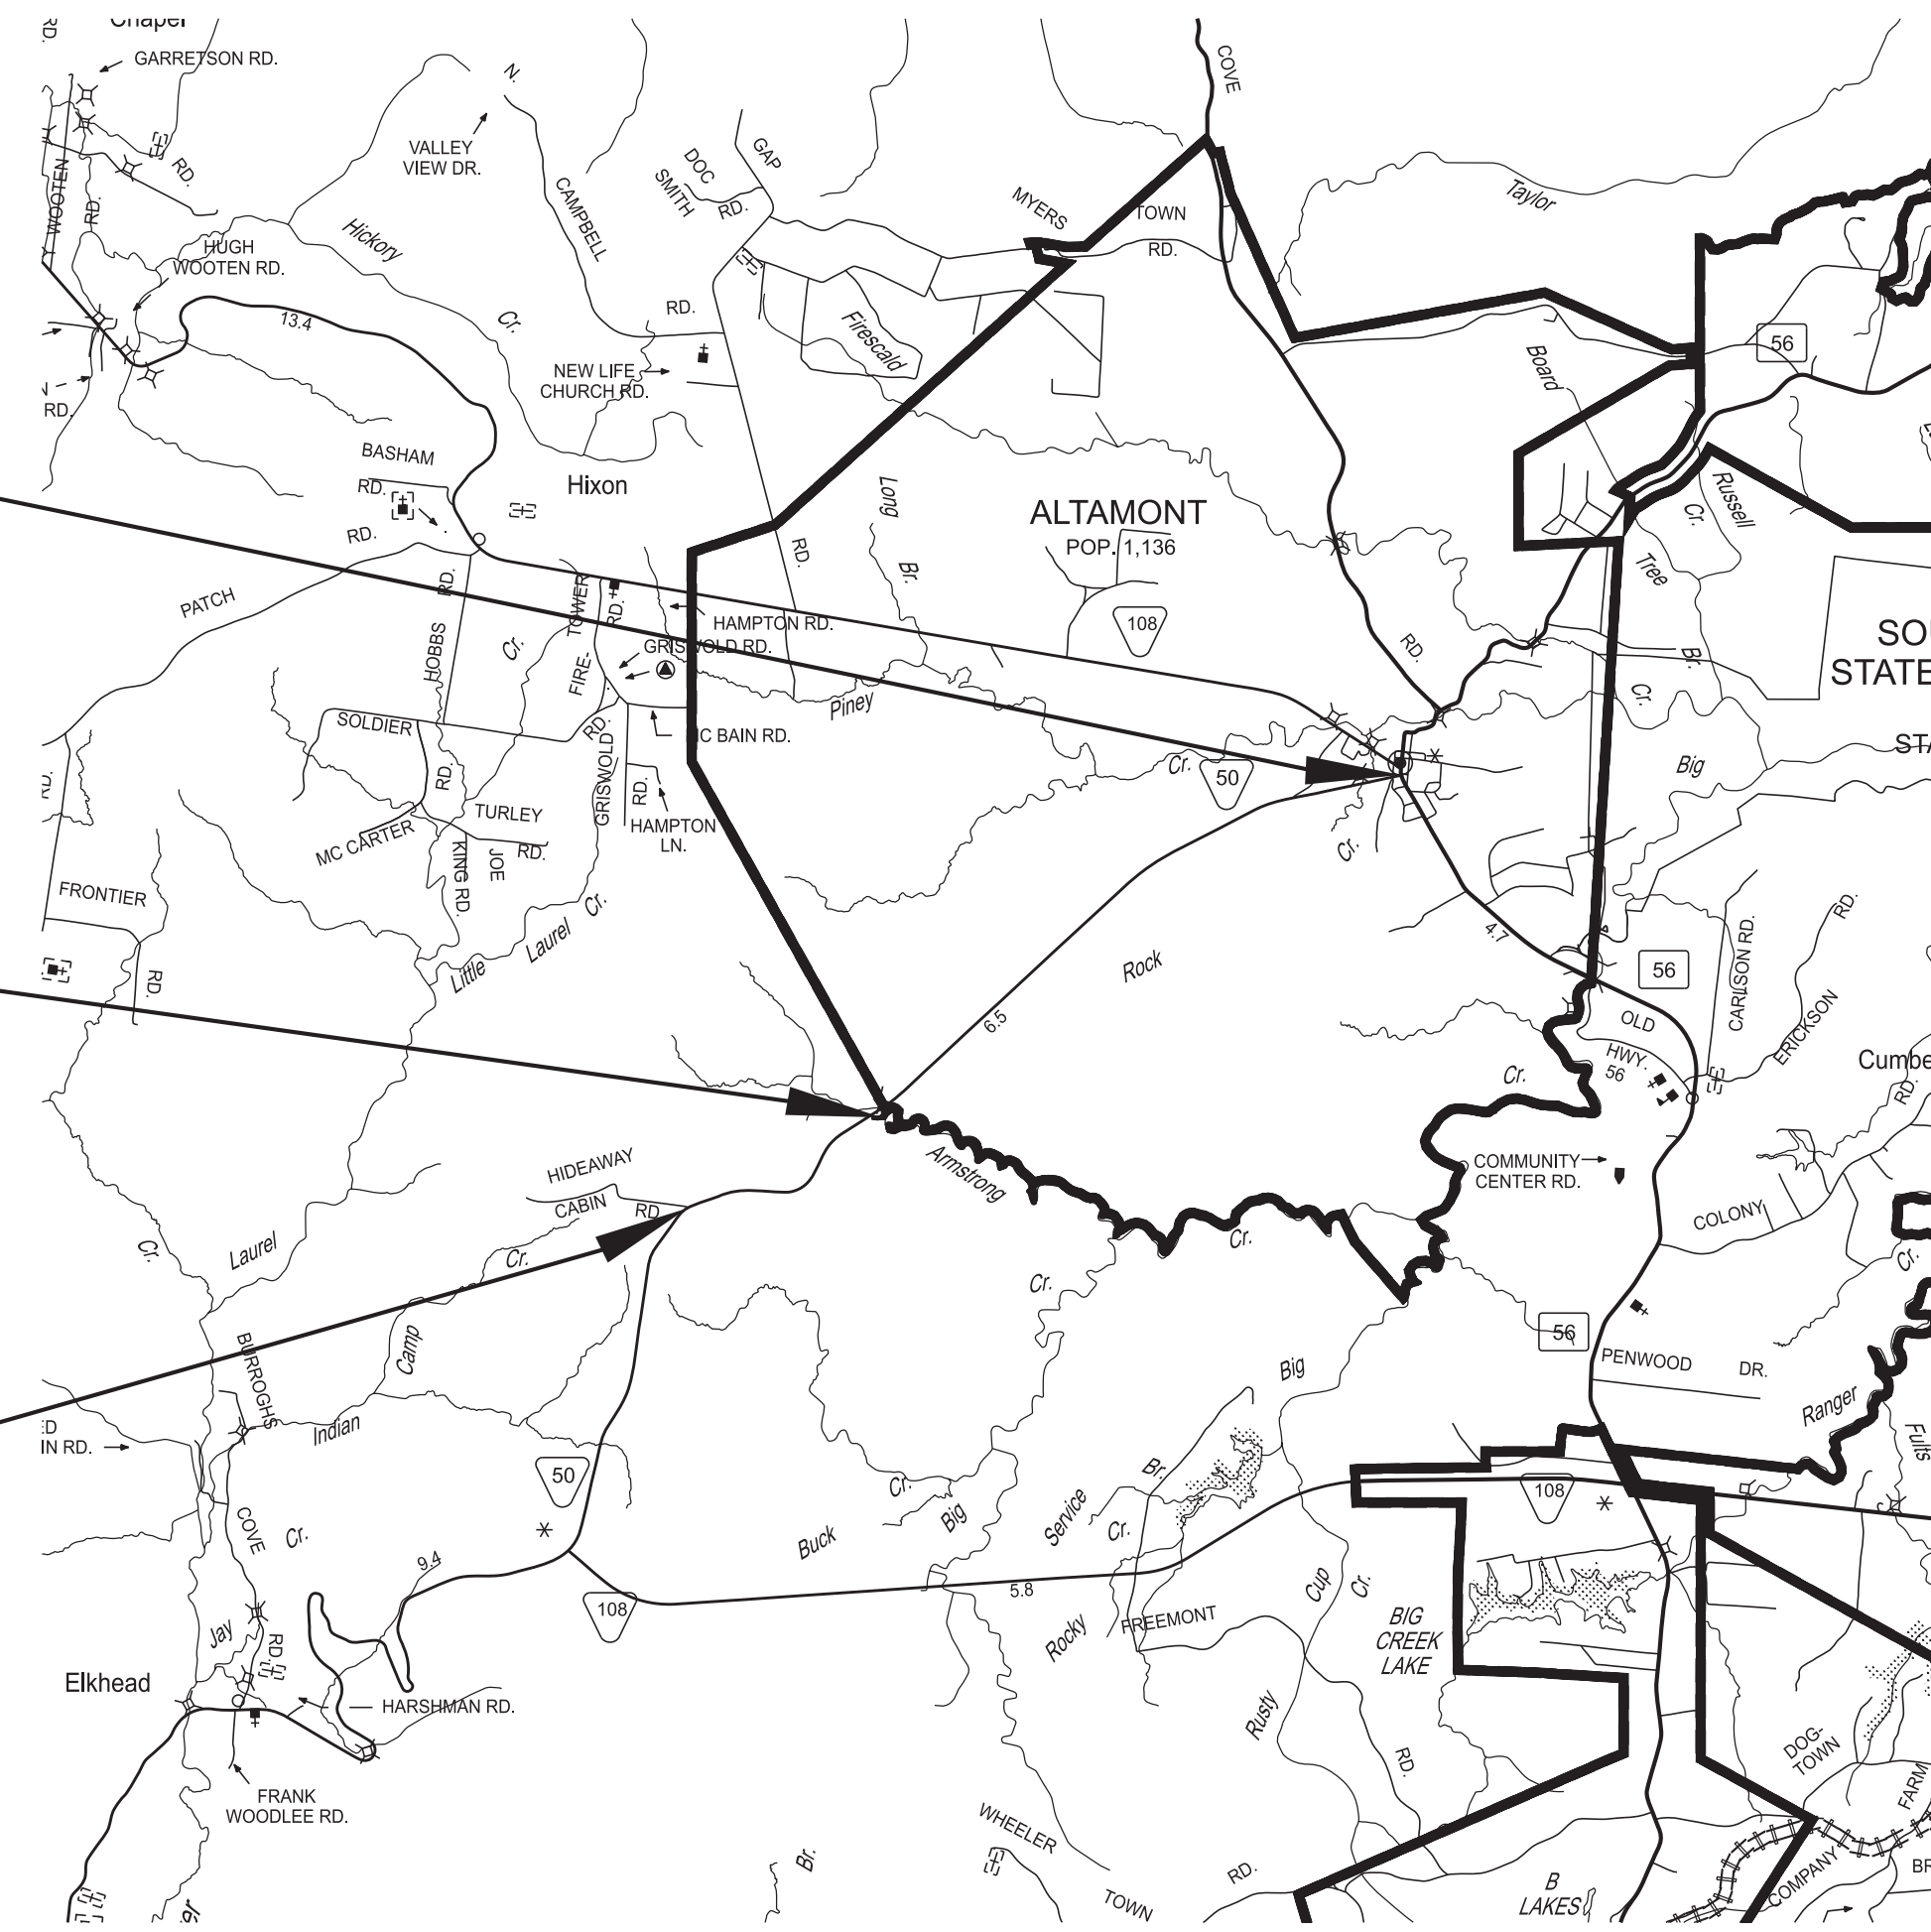 Chapel
RD.
GARRETSON RD.
COVE
N.
VALLEY
VIEW DR.
GAP
DOC
SMITH
RD.
RD.
WOOTEN
RD.
CAMPBELL
MYERS
TOWN
RD.
Taylor
Hickory
HUGH
WOOTEN RD.
13.4
Cr.
RD.
Firescald
56
Board
NEW LIFE
CHURCH RD.
RD.
BASHAM
RD.
Hixon
Long
Br.
ALTAMONT
POP. 1,136
Russell
Cr.
RD.
RD.
Tree
PATCH
RD.
HOBBS
Cr.
TOWER
FIRE-
RD.
RD.
HAMPTON RD.
GRISWOLD RD.
108
RD.
Br.
STATE
Cr.
Piney
SOLDIER
RD.
MC BAIN RD.
GRISWOLD
RD.
Cr.
50
Big
RD.
TURLEY
RD.
MC CARTER
KING RD.
JOE
HAMPTON
LN.
Cr.
FRONTIER
RD.
Cr.
Laurel
Little
Rock
4.7
56
CARLSON RD.
RD.
ERICKSON
6.5
OLD
HWY.
56
Cr.
RD.
Armstrong
HIDEAWAY
CABIN
RD.
COMMUNITY
CENTER RD.
COLONY
Cr.
Laurel
Cr.
Cr.
Cr.
Cr.
BURROGHS
Camp
56
PENWOOD
DR.
Big
Ranger
Fults
Indian
IN RD.
50
Cr.
Big
Br.
Service
Cr.
108
COVE
Cr.
Buck
9.4
108
5.8
Cup
Cr.
Jay
RD.
Rocky
FREEMONT
BIG
CREEK
LAKE
Elkhead
HARSHMAN RD.
Rusty
RD.
DOG-
TOWN
FARM
FRANK
WOODLEE RD.
WHEELER
TOWN
RD.
Br.
B
LAKES
COMPANY